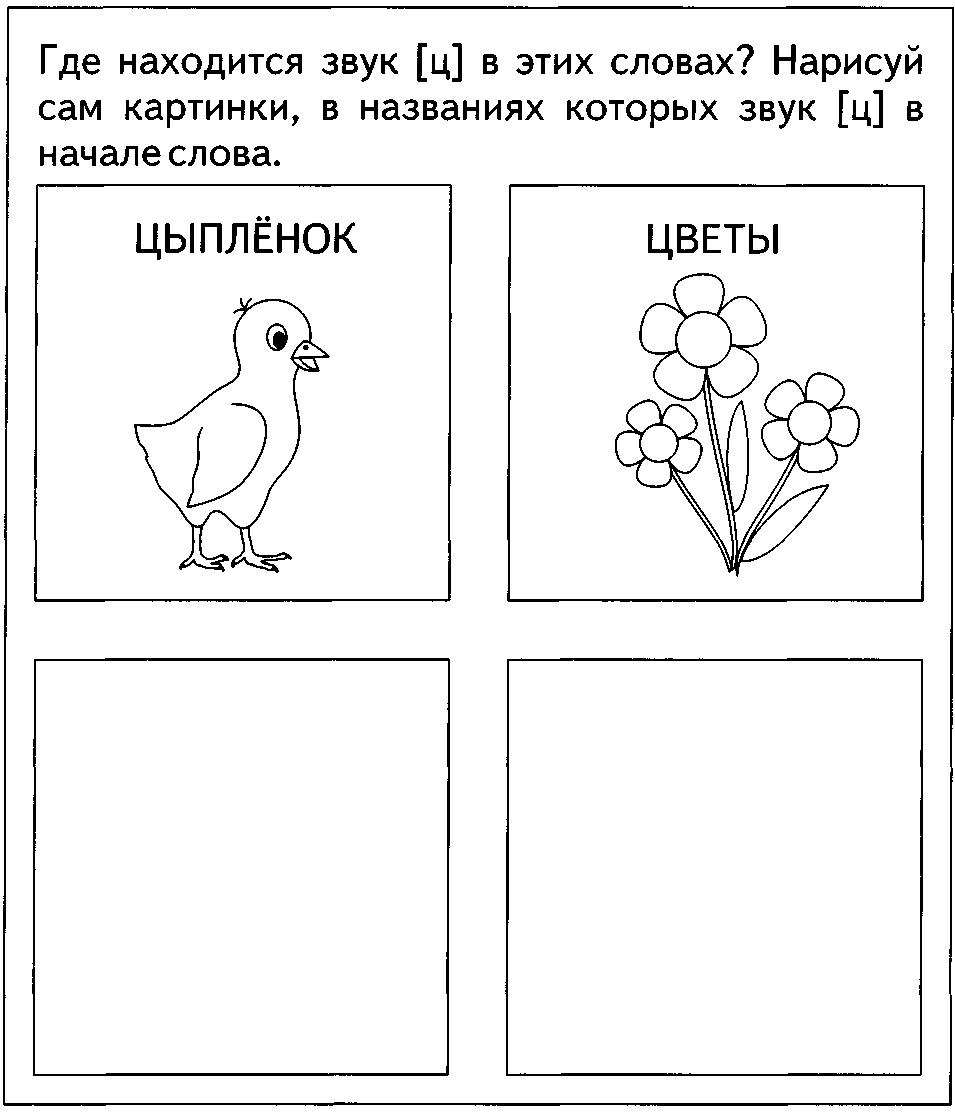 Где находится звук [ц] в этих словах? Нарисуй
сам картинки, в названиях которых звук [ц] в
начале слова.
ЦЫПЛЁНОК
ЦВЕТЫ